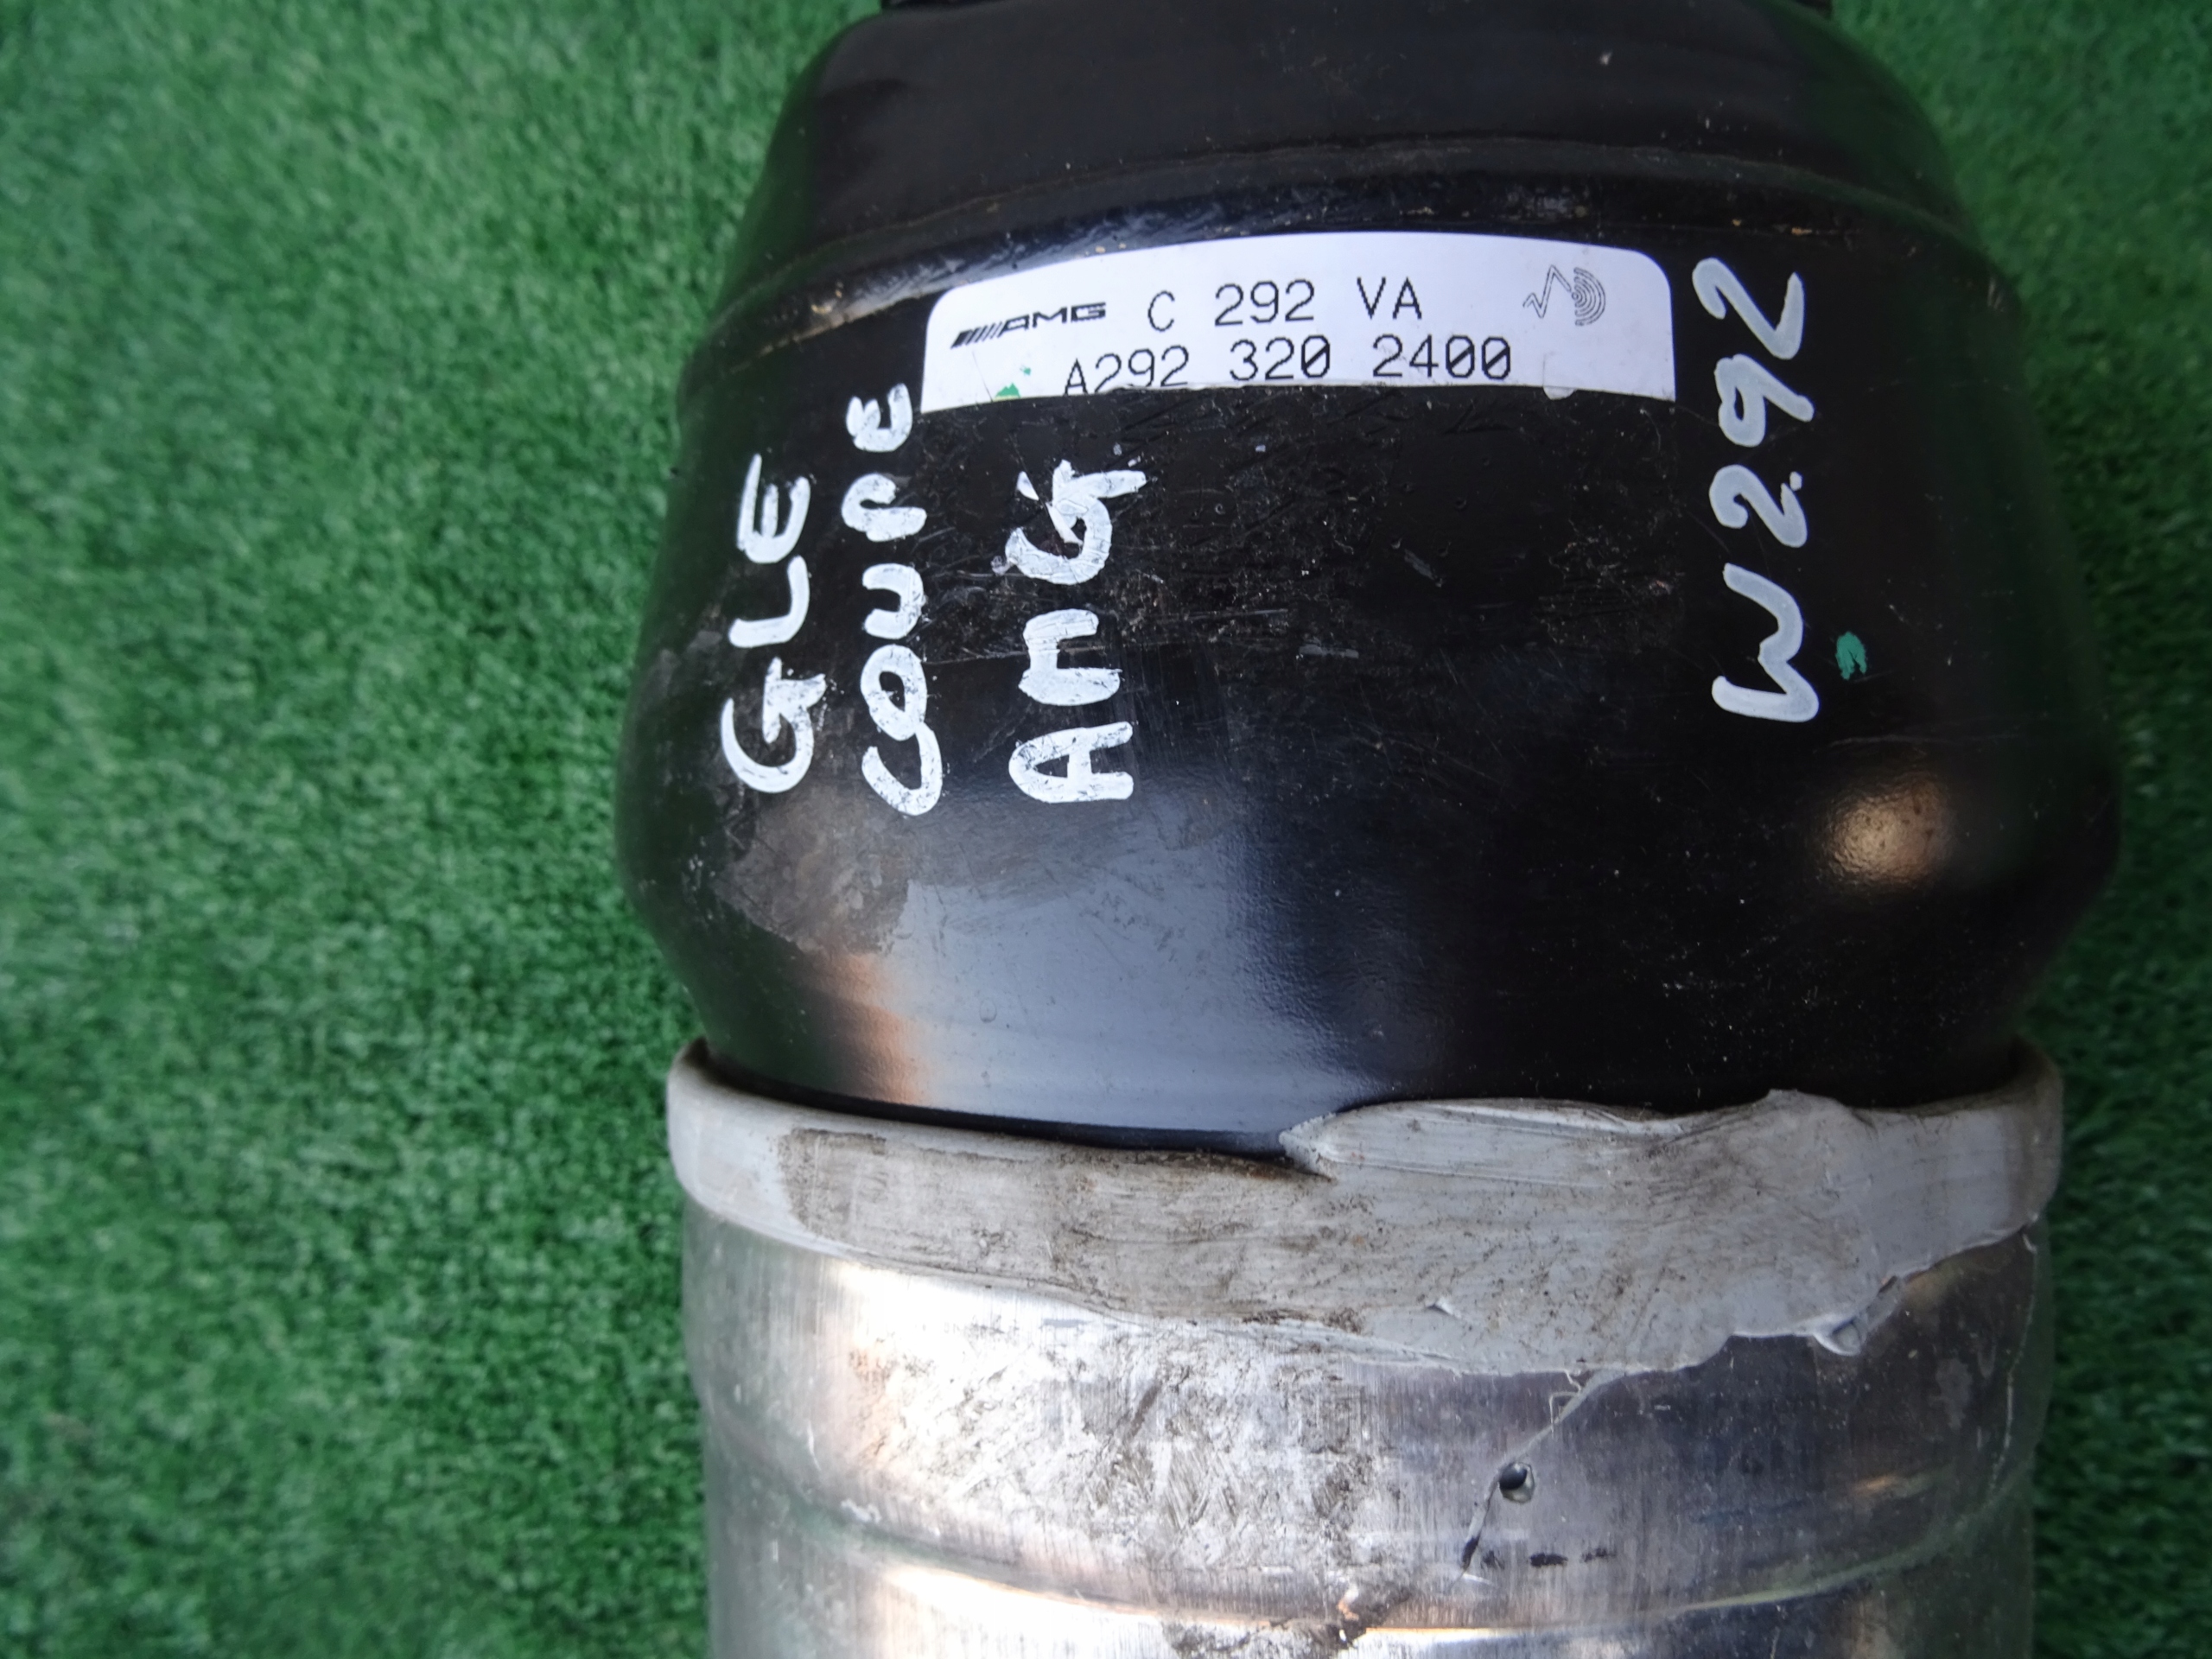 AMG C 292 VA
A292 320 2400
GLE
COUPE
AMG
W292